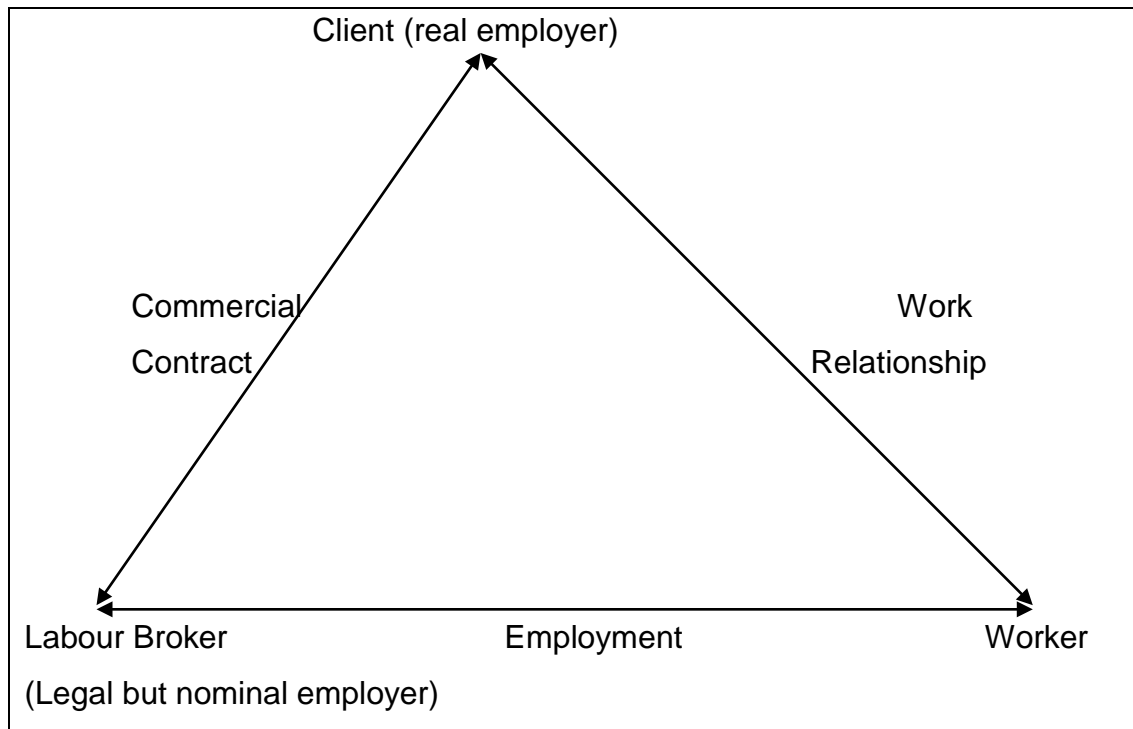 Client (real employer)
Commercial
Work
Contract
Relationship
Labour Broker
Employment
Worker
(Legal but nominal employer)